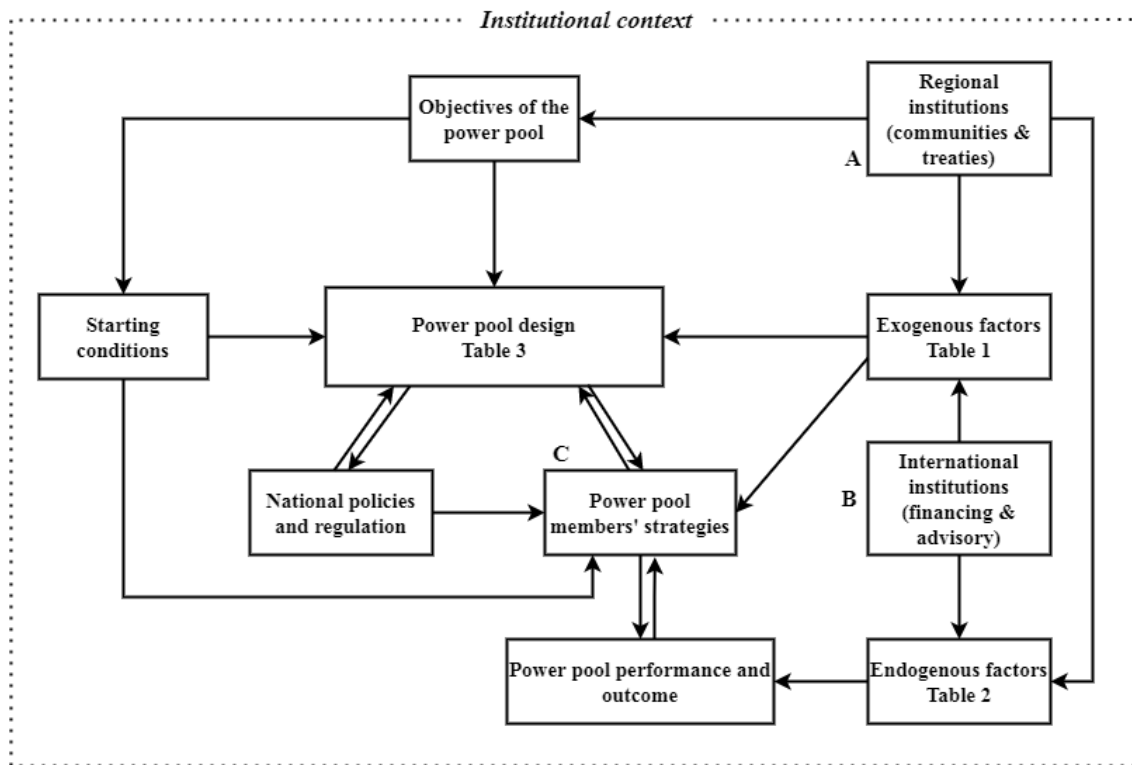 Institutional context
Objectives of the
power pool
Regional
institutions
(communities &
treaties)
A
Starting
conditions
Power pool design
Table 3
Exogenous factors
Table 1
C
National policies
and regulation
Power pool
members' strategies
B
International
institutions
(financing &
advisory)
Power pool performance and
outcome
Endogenous factors
Table 2